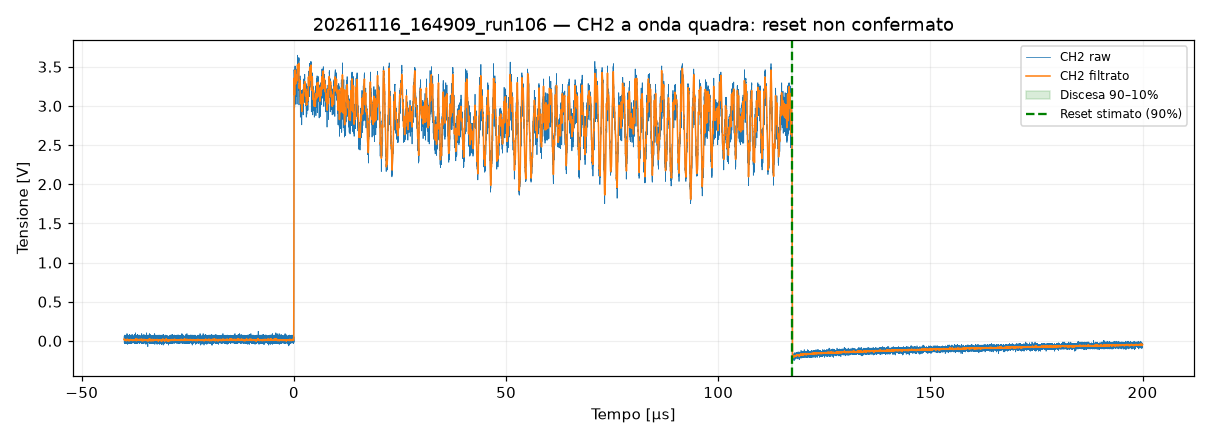 20261116_164909_run106 — CH2 a onda quadra: reset non confermato
CH2 raw
CH2 filtrato
Discesa 90–10%
Reset stimato (90%)
Tensione [V]
3.5
3.0
2.5
2.0
1.5
1.0
0.5
0.0
−50
0
50
100
150
200
Tempo [µs]